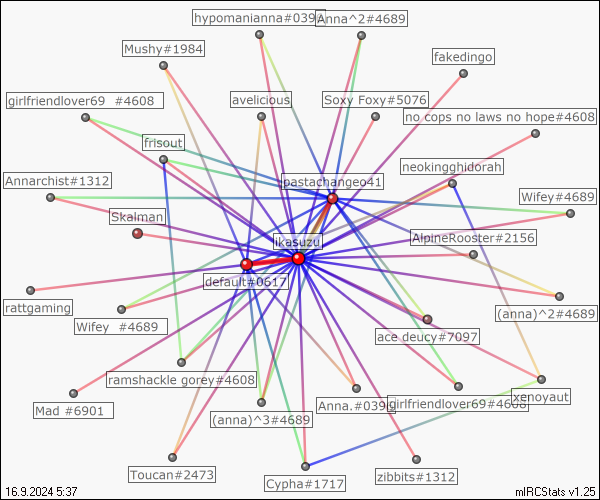 hypomanianna#0390
Anna^2#4689
Mushy#1984
fakedingo
girlfriendlover69 #4608
avelicious
Soxy Foxy#5076
no cops no laws no hope#4608
frisout
neokingghidorah
Annarchist#1312
pastachangeo41
Wifey#4689
Skalman
ikasuzu
AlpineRooster#2156
default#0617
rattgaming
Wifey #4689
(anna)^2#4689
ace deucy#7097
ramshackle gorey#4608
Mad #6901
(anna)^3#4689
Anna.#0390
girlfriendlover69#4608
xenoyaut
Toucan#2473
Cypha#1717
zibbits#1312
16.9.2024 5:37
mIRCStats v1.25